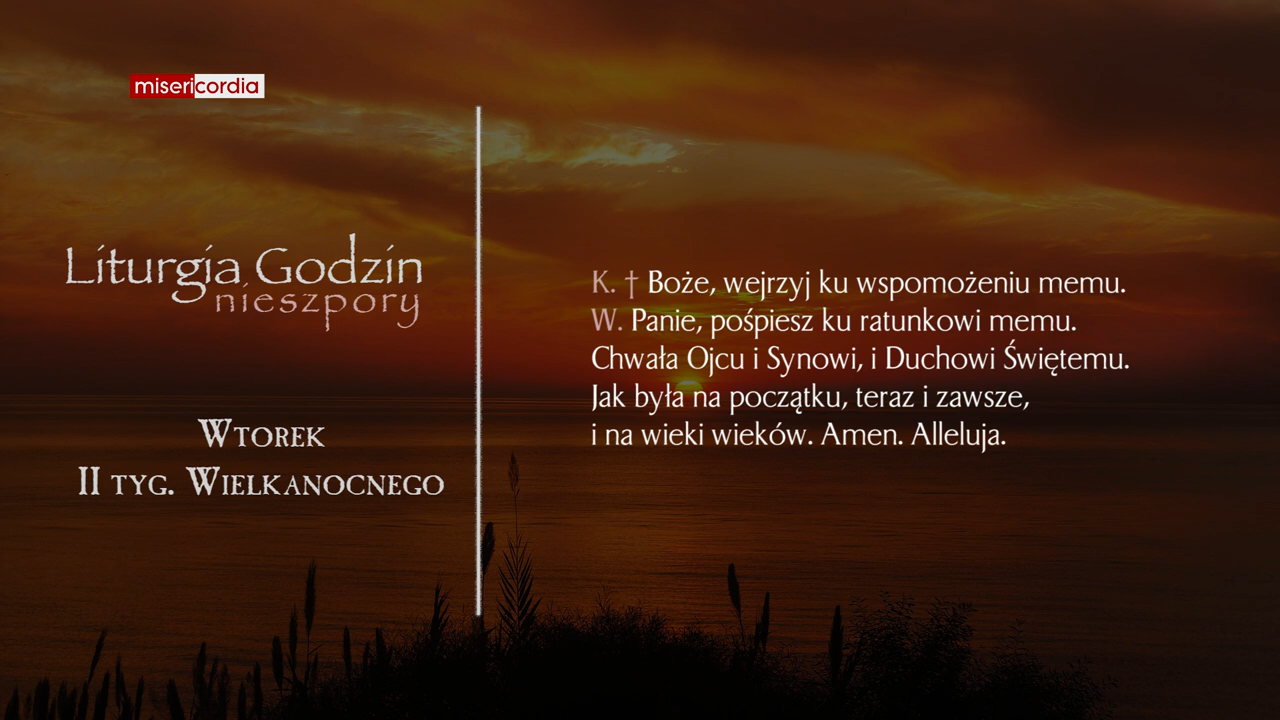 misericordia
Liturgia Godzin
nieszpory
Wtorek
II tyg. Wielkanocnego
K. † Boże, wejrzyj ku wspomożeniu memu.
W. Panie, pośpiesz ku ratunkowi memu.
Chwała Ojcu i Synowi, i Duchowi Świętemu.
Jak była na początku, teraz i zawsze,
i na wieki wieków. Amen. Alleluja.